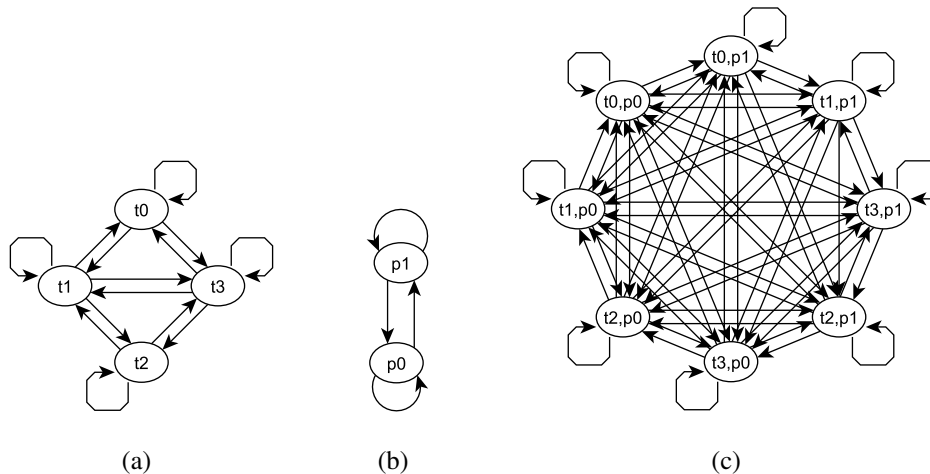 t0,p1
t0,p0
t1,p1
t1,p0
t3,p1
t0
p1
t1
t3
t2,p0
t2,p1
t2
p0
t3,p0
(a)
(b)
(c)